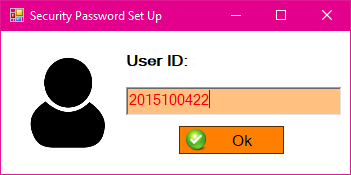 Security Password Set Up
User ID:
2015100422
Ok